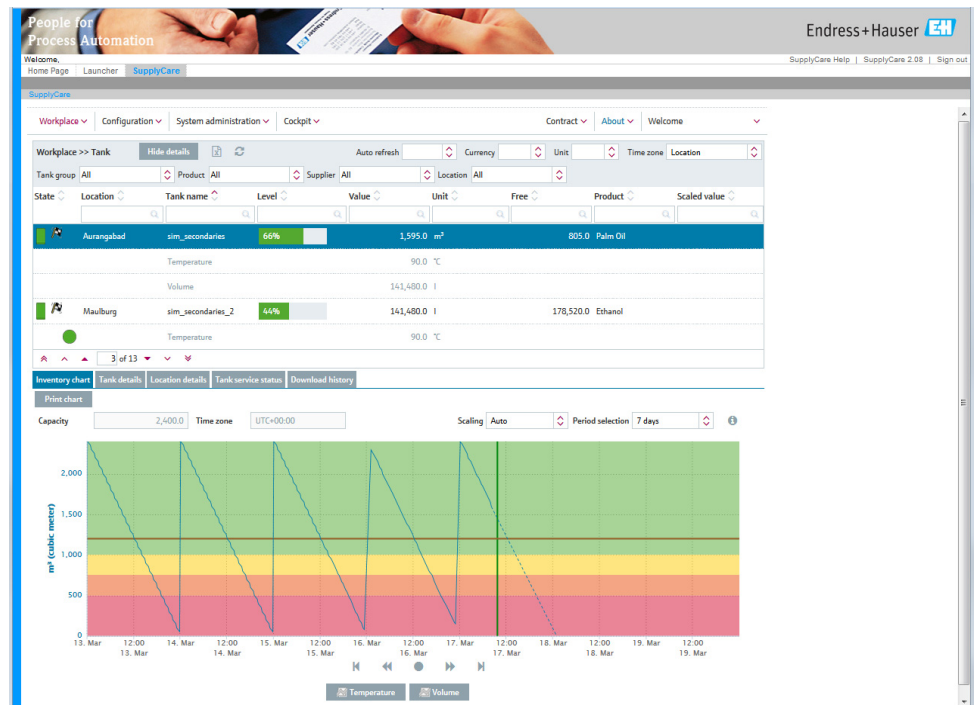 People for
Process Automation
Endress+Hauser EH
Welcome,
SupplyCare Help | SupplyCare 2.08 | Sign out
Home Page Launcher SupplyCare
SupplyCare
Workplace Configuration System administration Cockpit Contract About Welcome
Workplace >> Tank Hide details Auto refresh Currency Unit Time zone Location
Tank group All Product All Supplier All Location All
State Location Tank name Level Value Unit Free Product Scaled value
Aurangabad sim_secondaries 66% 1,595.0 m³ 805.0 Palm Oil
Temperature 90.0 °C
Volume 141,480.0 l
Maulburg sim_secondaries_2 44% 141,480.0 l 178,520.0 Ethanol
Temperature 90.0 °C
3 of 13
Inventory chart Tank details Location details Tank service status Download history
Print chart
Capacity 2,400.0 Time zone UTC+00:00 Scaling Auto Period selection 7 days
m³ (cubic meter)
2,000
1,500
1,000
500
0
13. Mar 12:00 14. Mar 12:00 15. Mar 12:00 16. Mar 12:00 17. Mar 12:00 18. Mar 12:00 19. Mar 12:00
13. Mar 14. Mar 15. Mar 16. Mar 17. Mar 18. Mar 19. Mar
Temperature Volume